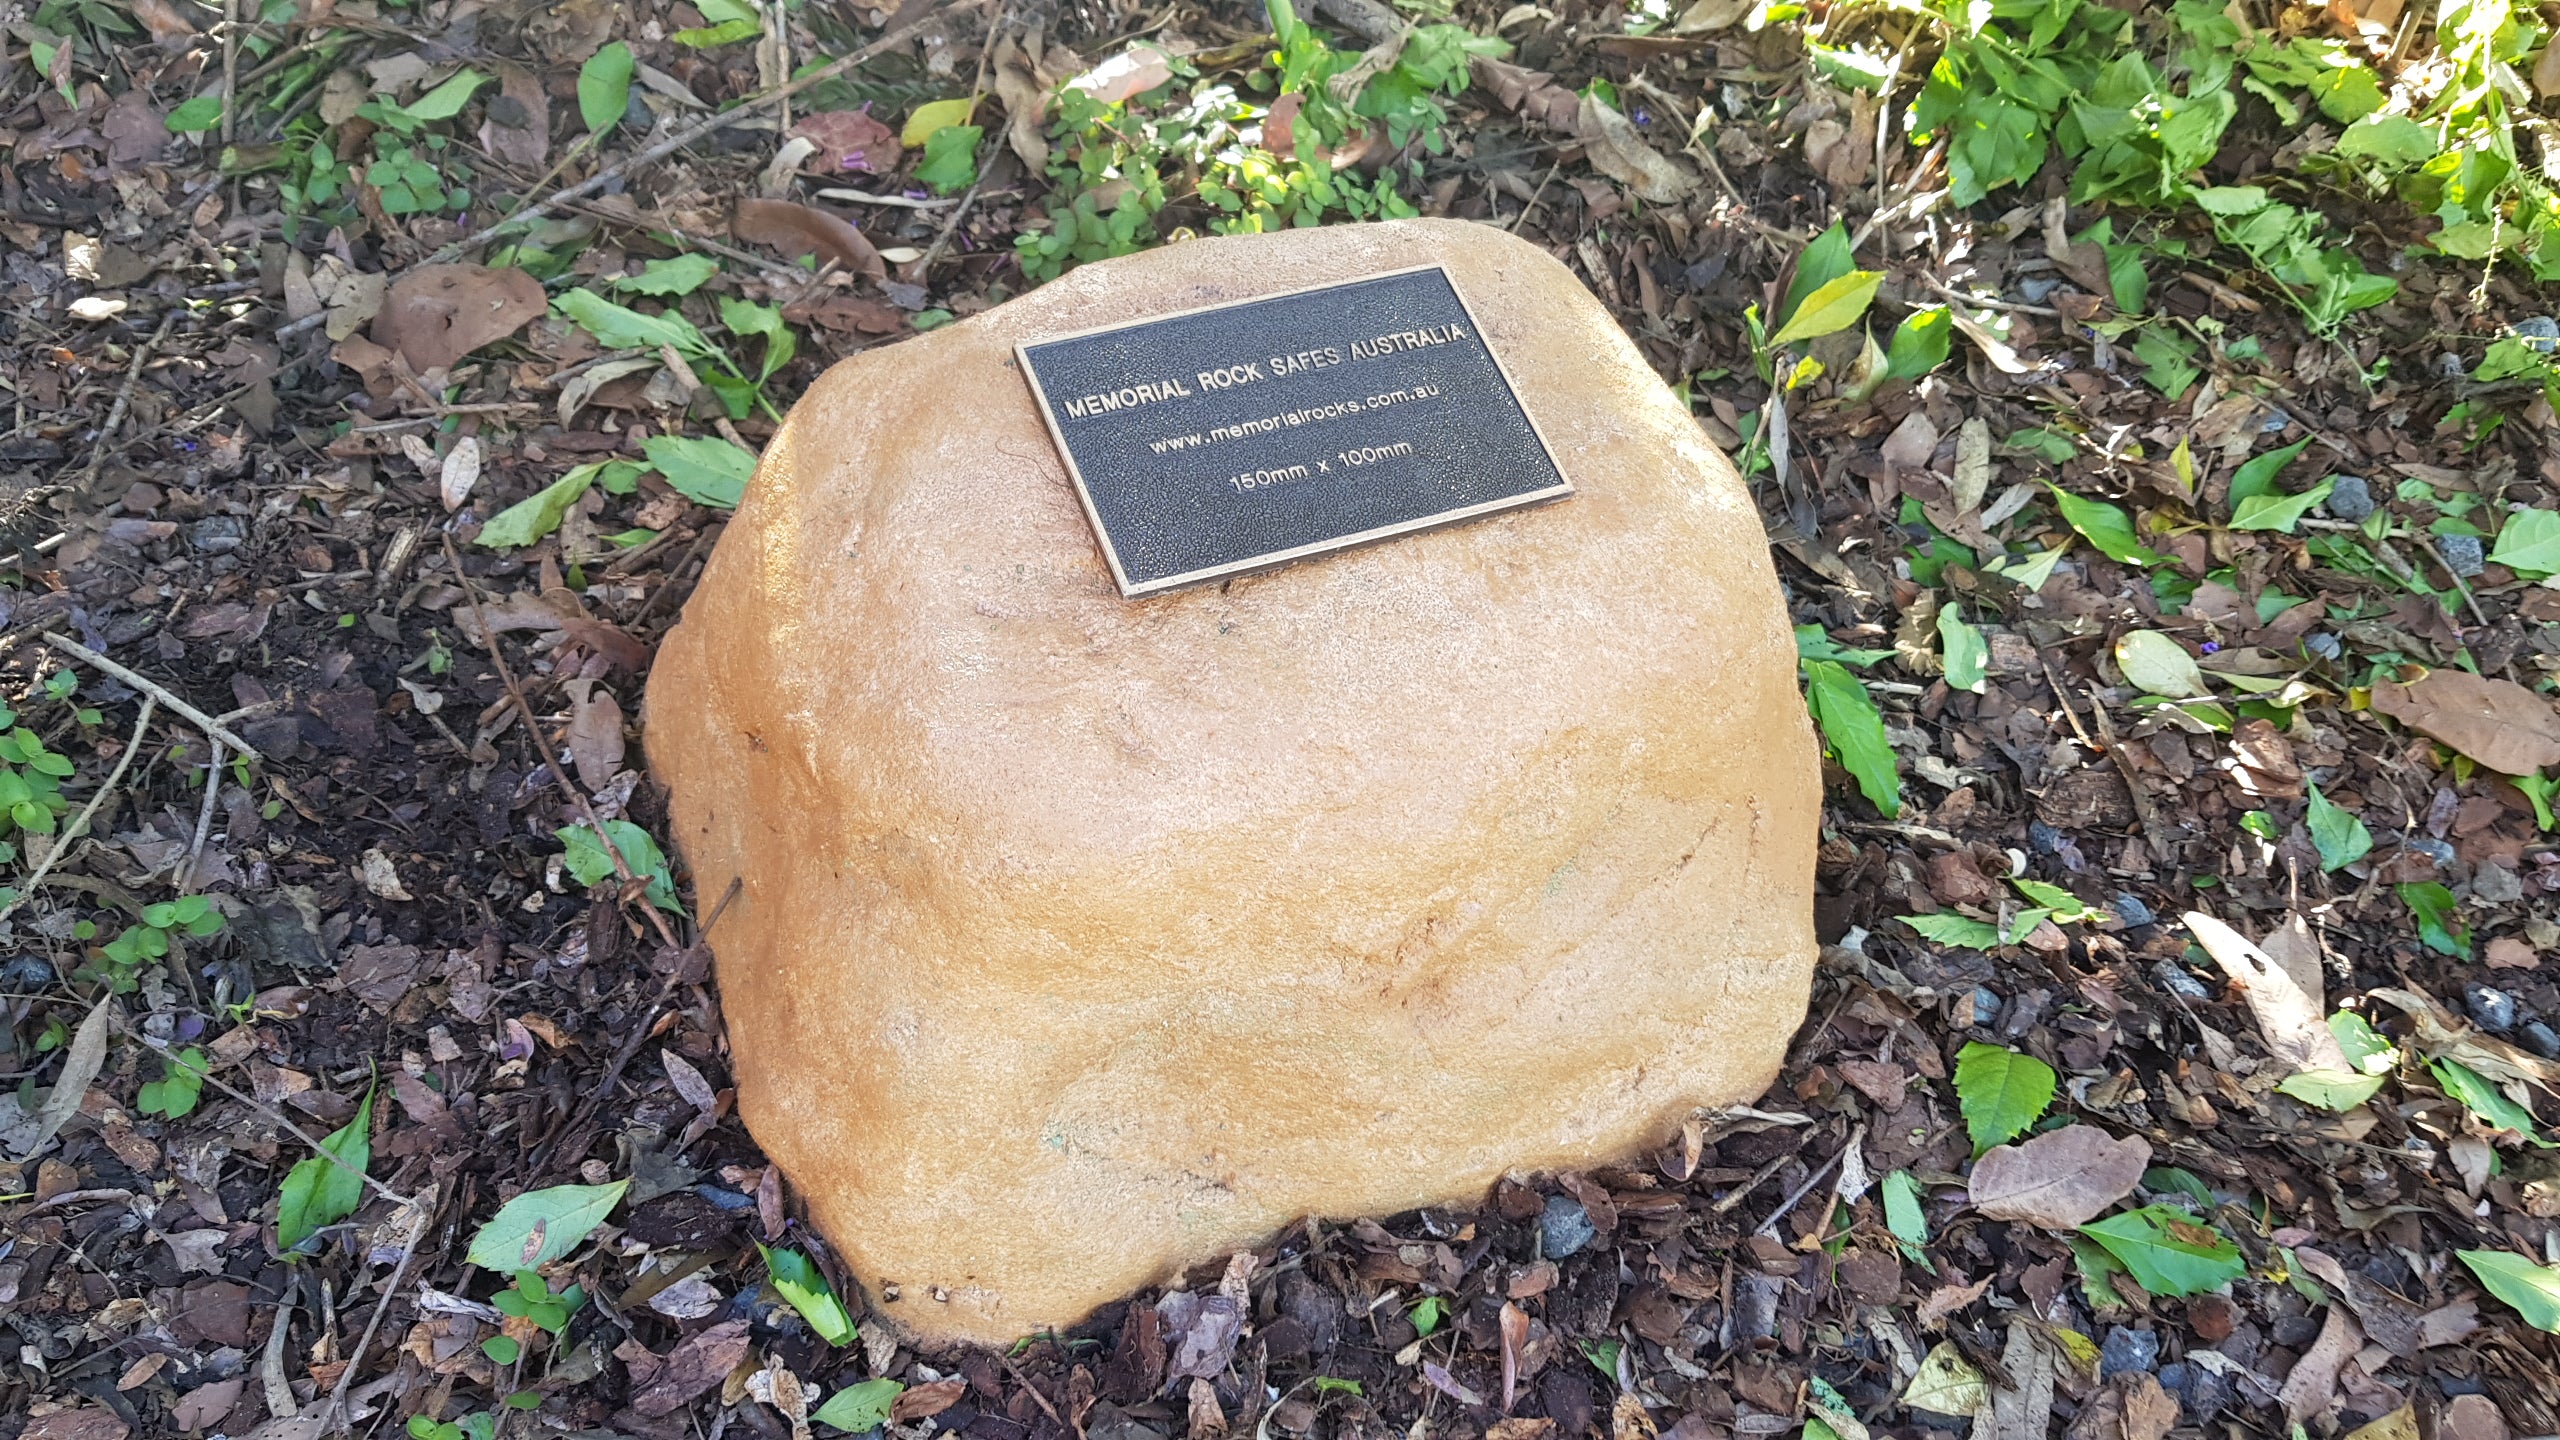 MEMORIAL ROCK SAFES AUSTRALIA
www.memorialrocks.com.au
150mm x 100mm